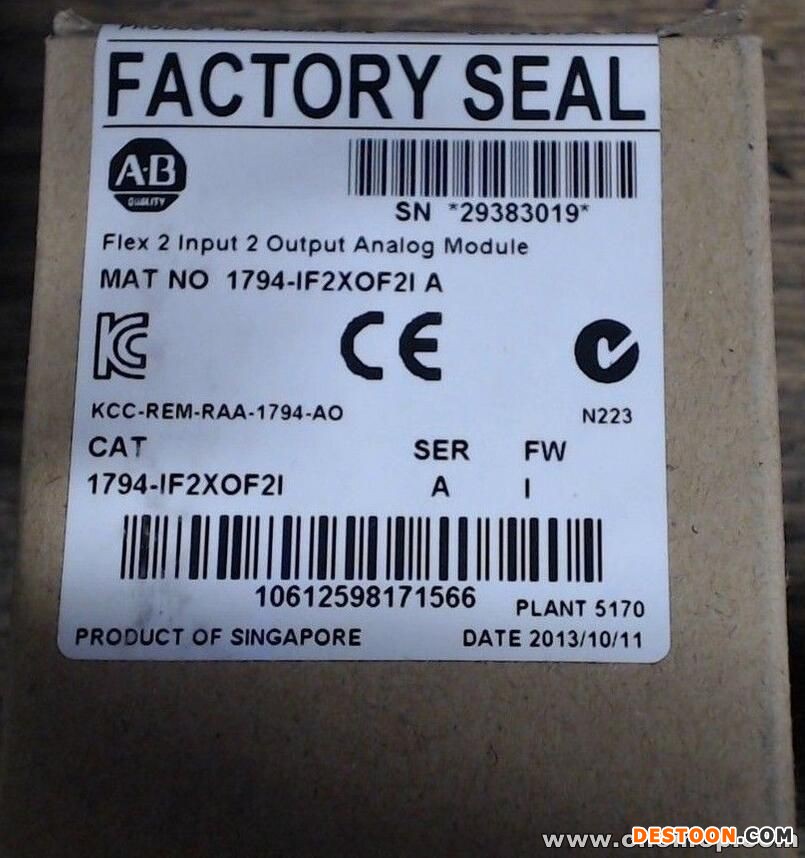 FACTORY SEAL
A-B
QUALITY
SN *29383019*
Flex 2 Input 2 Output Analog Module
MAT NO 1794-IF2XOF2I A
CE
N223
KCC-REM-RAA-1794-AO
CAT SER FW
1794-IF2XOF2I A I
10612598171566
PLANT 5170
PRODUCT OF SINGAPORE DATE 2013/10/11
DESTOON.COM